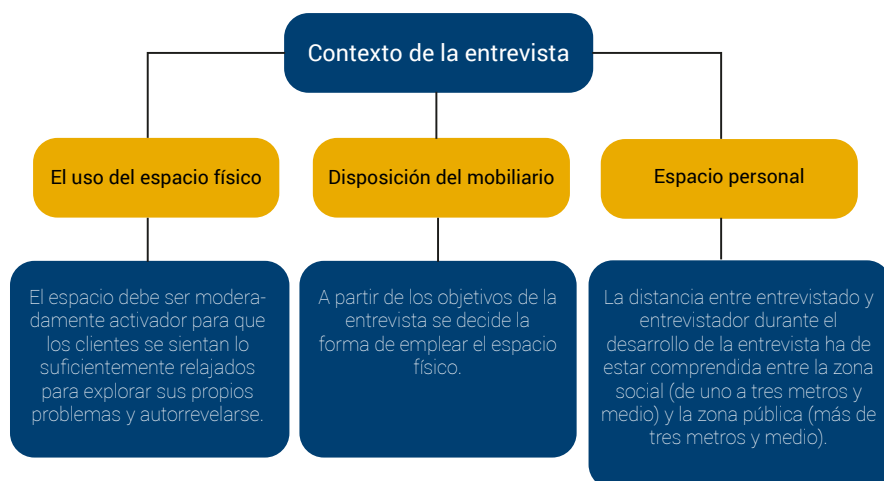 Contexto de la entrevista
El uso del espacio físico
Disposición del mobiliario
Espacio personal
El espacio debe ser modera-
damente activador para que
los clientes se sientan lo
suficientemente relajados
para explorar sus propios
problemas y autorrevelarse.
A partir de los objetivos de la
entrevista se decide la
forma de emplear el espacio
físico.
La distancia entre entrevistado y
entrevistador durante el
desarrollo de la entrevista ha de
estar comprendida entre la zona
social (de uno a tres metros y
medio) y la zona pública (más de
tres metros y medio).